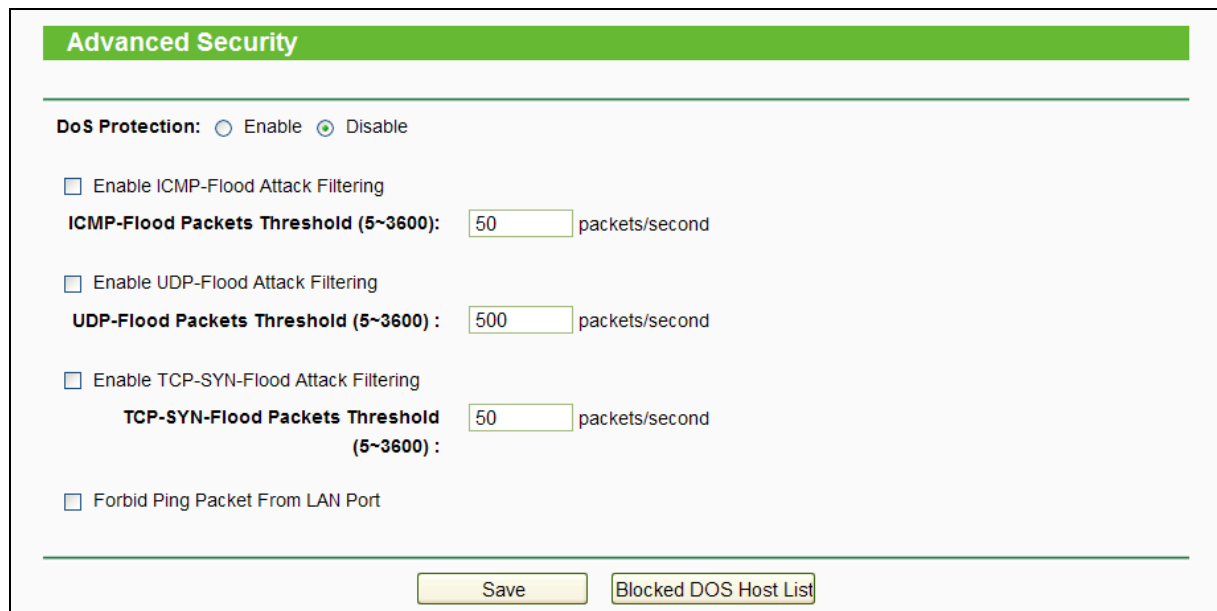 Advanced Security
DoS Protection: Enable Disable
Enable ICMP-Flood Attack Filtering
ICMP-Flood Packets Threshold (5~3600): 50 packets/second
Enable UDP-Flood Attack Filtering
UDP-Flood Packets Threshold (5~3600) : 500 packets/second
Enable TCP-SYN-Flood Attack Filtering
TCP-SYN-Flood Packets Threshold 50 packets/second
(5~3600) :
Forbid Ping Packet From LAN Port
Save Blocked DOS Host List